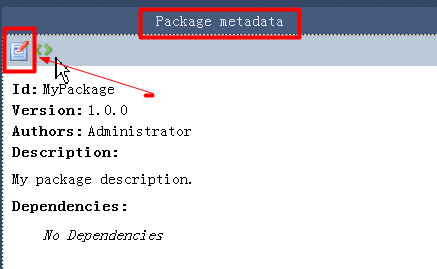 Package metadata
Id: MyPackage
Version: 1.0.0
Authors: Administrator
Description:
My package description.
Dependencies:
No Dependencies